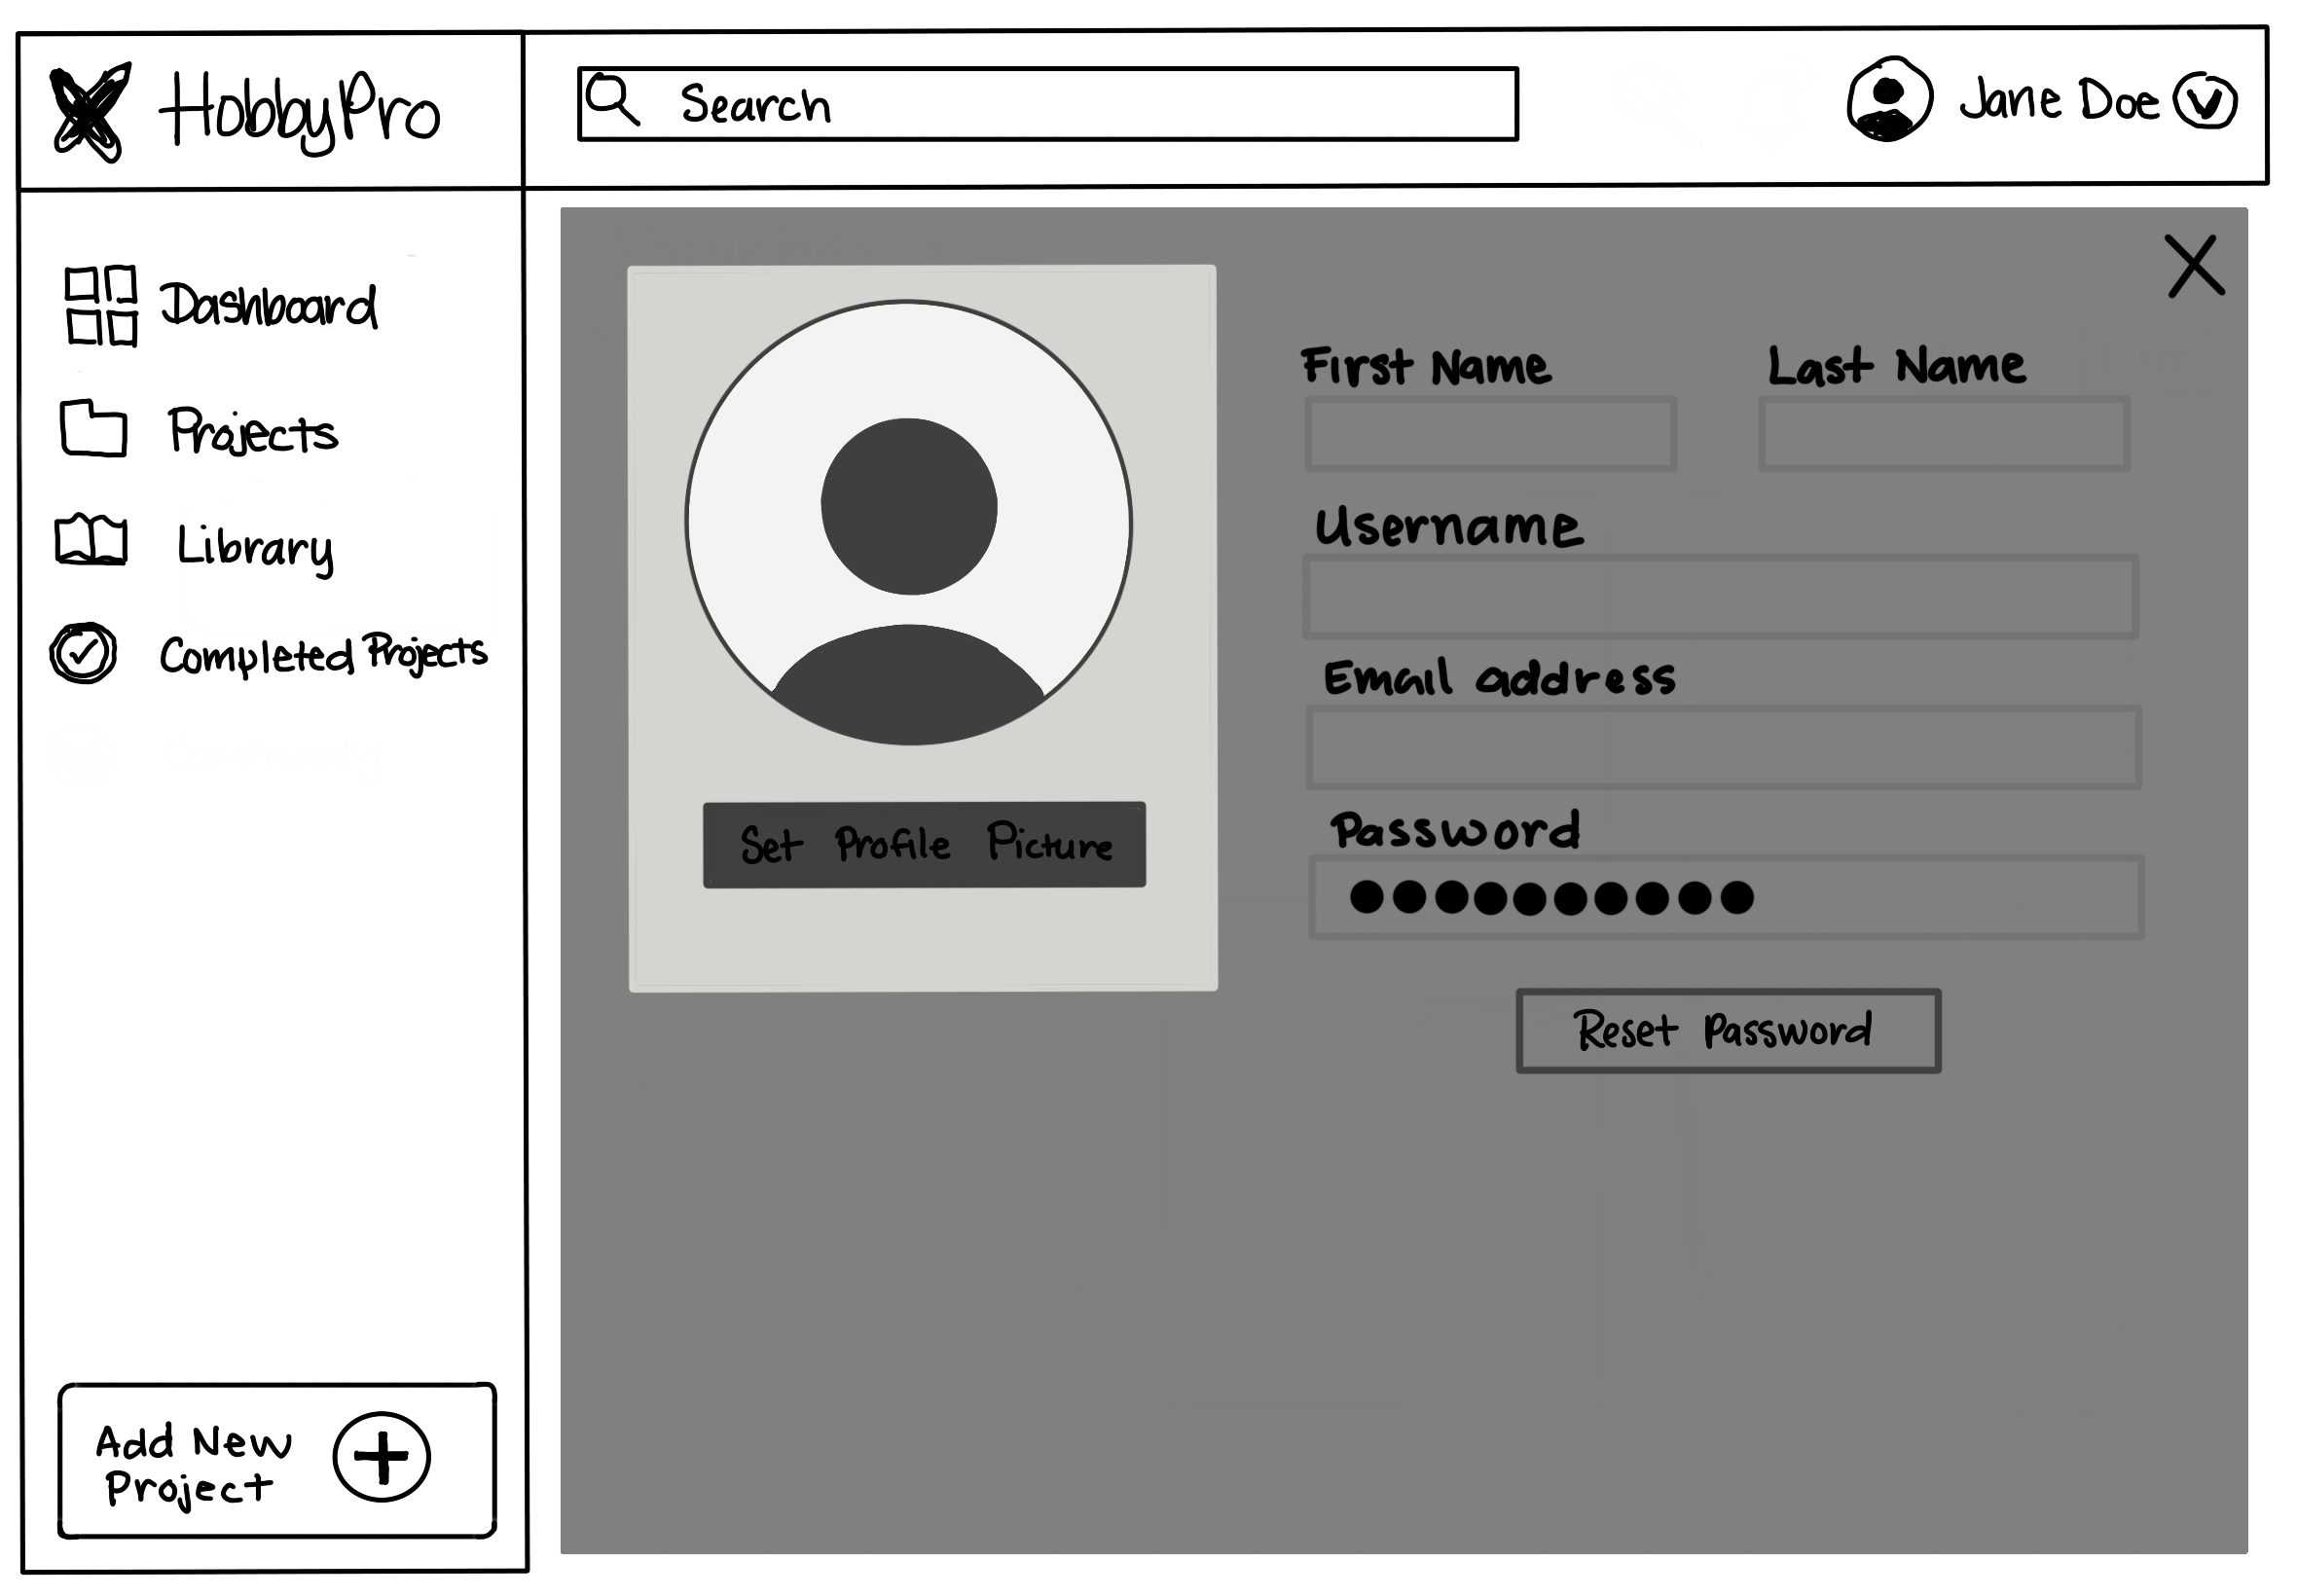 HobbyPro
Search
Jane Doe
Dashboard
Projects
Library
Completed Projects
Add New
Project
First Name
Last Name
Username
Email address
Password
Set Profile Picture
Reset Password